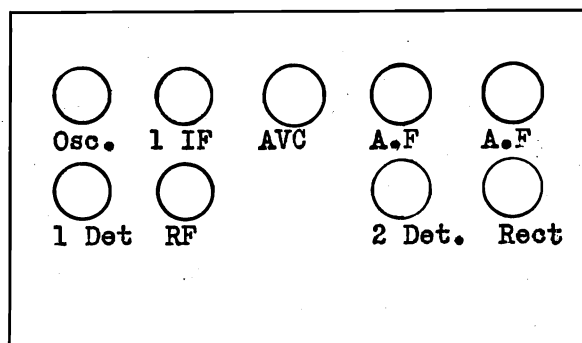 Osc. 1 IF AVC A.F A.F
1 Det RF 2 Det. Rect